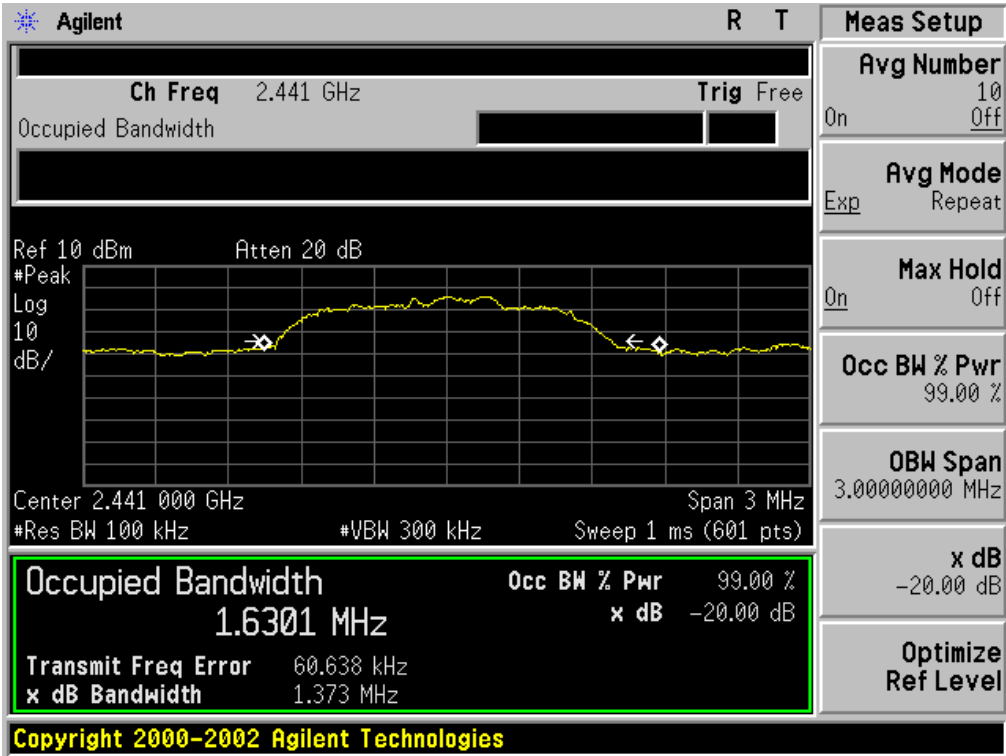 Agilent R T
Ch Freq 2.441 GHz Trig Free
Occupied Bandwidth
Ref 10 dBm Atten 20 dB
#Peak
Log
10
dB/
Center 2.441 000 GHz Span 3 MHz
#Res BW 100 kHz #VBW 300 kHz Sweep 1 ms (601 pts)
Occupied Bandwidth
1.6301 MHz
Occ BW % Pwr 99.00 %
x dB -20.00 dB
Transmit Freq Error 60.638 kHz
x dB Bandwidth 1.373 MHz
Copyright 2000-2002 Agilent Technologies
Meas Setup
Avg Number
10
On Off
Avg Mode
Exp Repeat
Max Hold
On Off
Occ BW % Pwr
99.00 %
OBW Span
3.00000000 MHz
x dB
-20.00 dB
Optimize
Ref Level